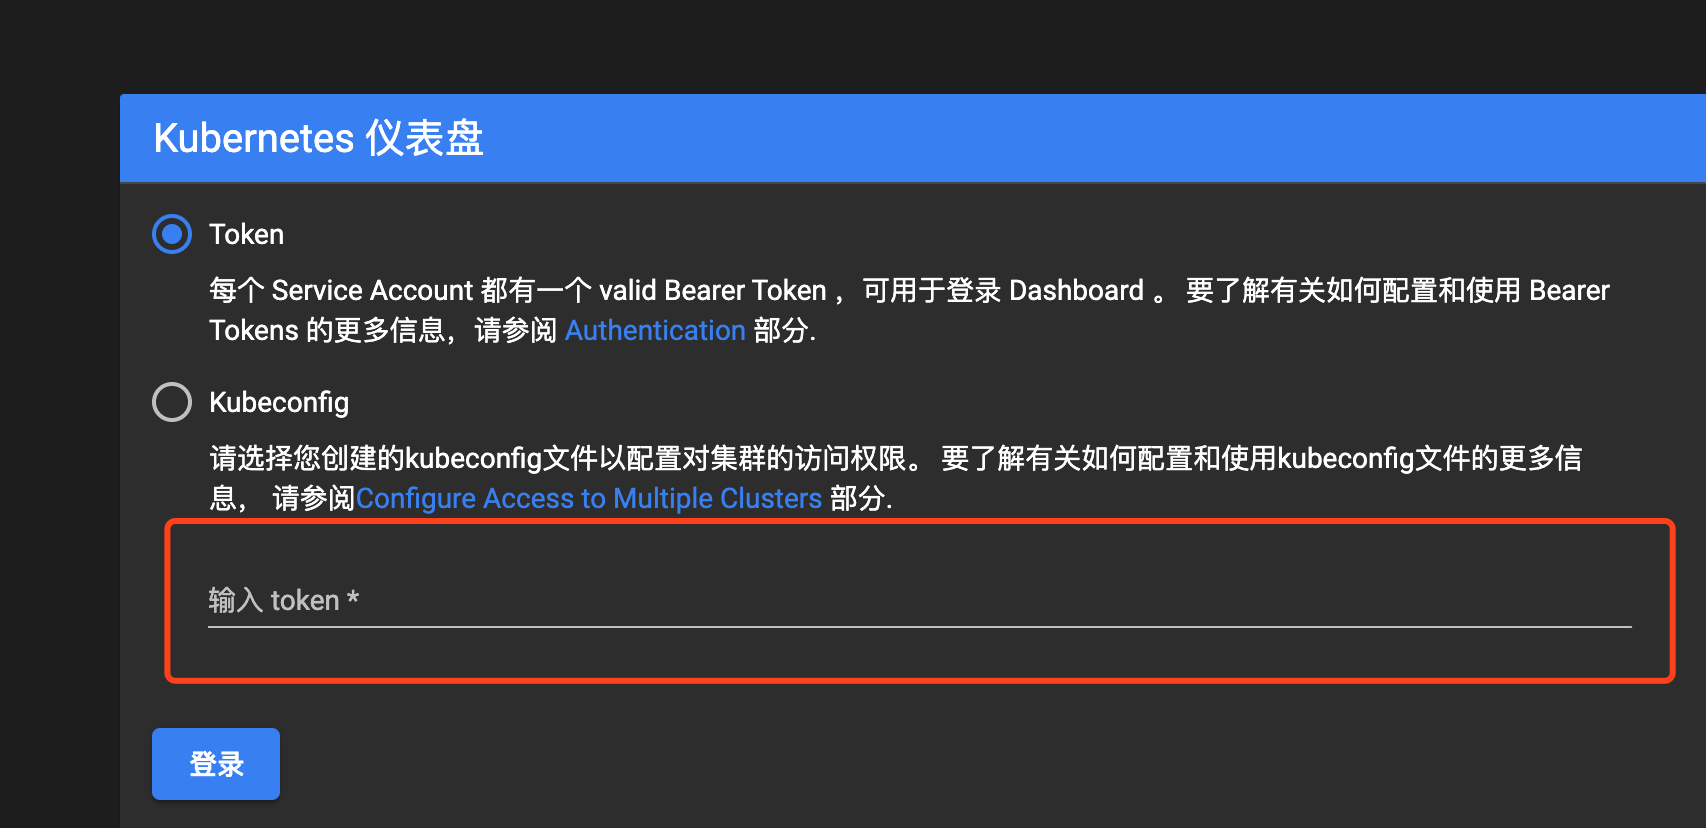 Kubernetes 仪表盘
Token
每个 Service Account 都有一个 valid Bearer Token ，可用于登录 Dashboard 。 要了解有关如何配置和使用 Bearer
Tokens 的更多信息，请参阅 Authentication 部分.
Kubeconfig
请选择您创建的kubeconfig文件以配置对集群的访问权限。 要了解有关如何配置和使用kubeconfig文件的更多信
息， 请参阅Configure Access to Multiple Clusters 部分.
输入 token *
登录